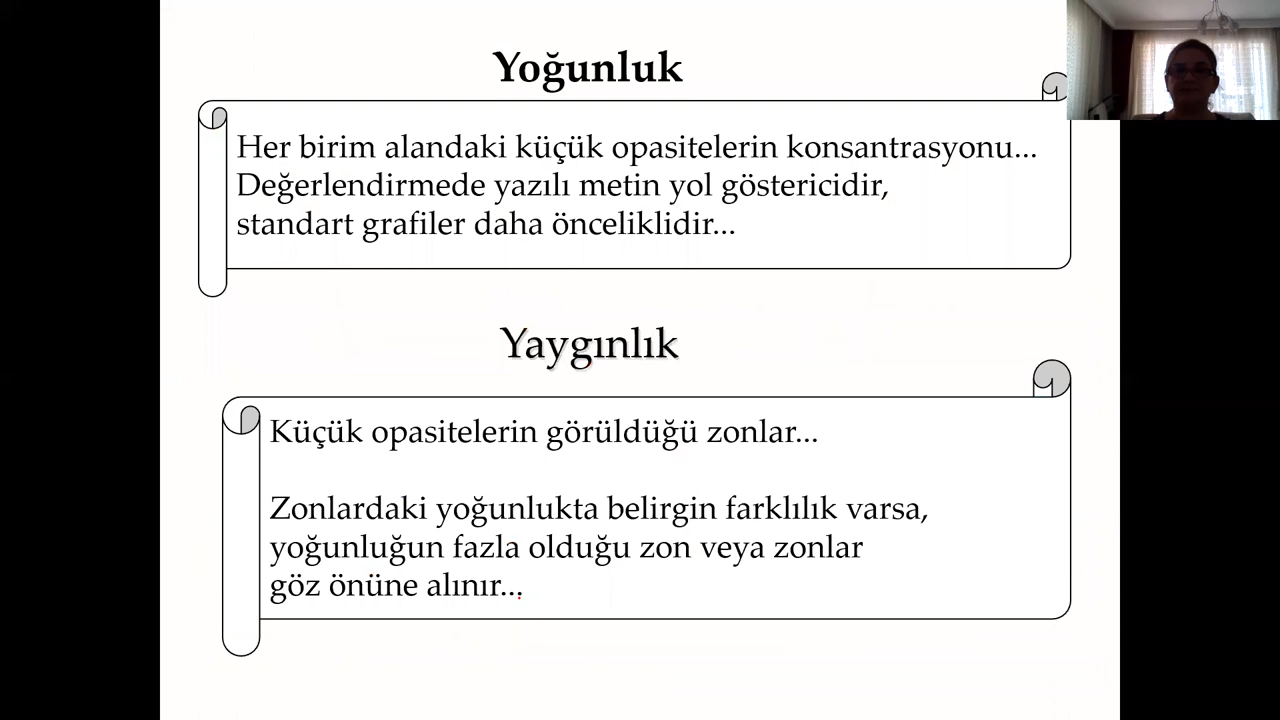 Yoğunluk
Her birim alandaki küçük opasitelerin konsantrasyonu...
Değerlendirmede yazılı metin yol göstericidir,
standart grafiler daha önceliklidir...
Yaygınlık
Küçük opasitelerin görüldüğü zonlar...
Zonlardaki yoğunlukta belirgin farklılık varsa,
yoğunluğun fazla olduğu zon veya zonlar
göz önüne alınır...